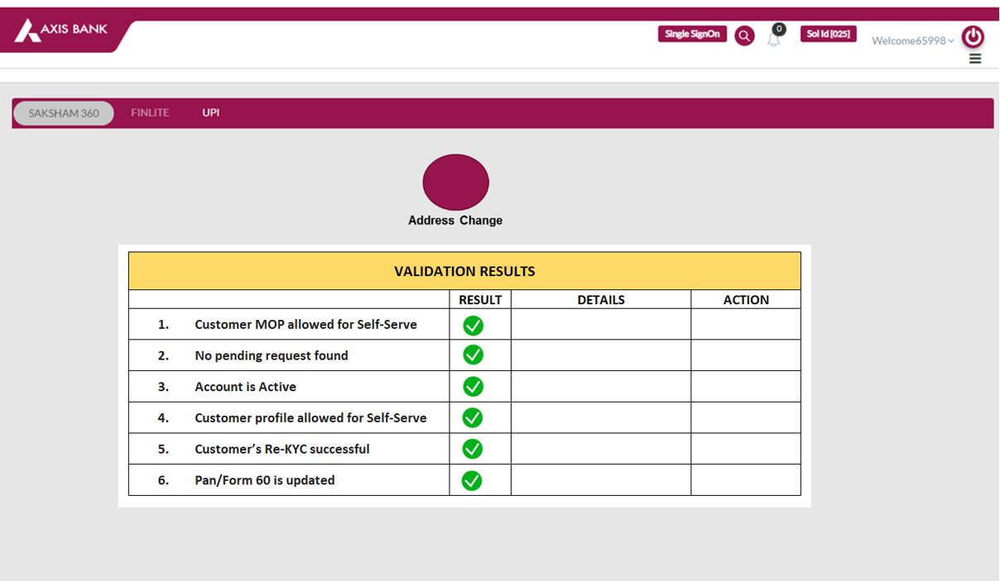 AXIS BANK
Single SignOn
0
Sol Id [025]
Welcome65998
SAKSHAM 360 FINLITE UPI
Address Change
VALIDATION RESULTS
RESULT DETAILS ACTION
1. Customer MOP allowed for Self-Serve
2. No pending request found
3. Account is Active
4. Customer profile allowed for Self-Serve
5. Customer’s Re-KYC successful
6. Pan/Form 60 is updated